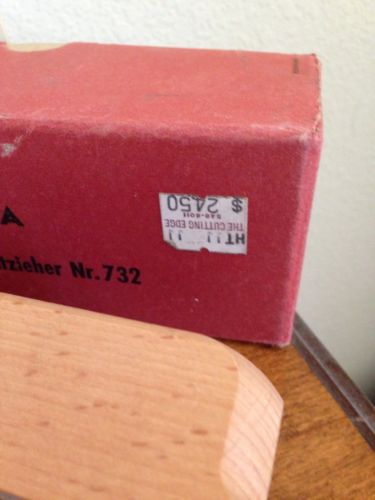 A
tzieher Nr.732
THE CUTTING EDGE
$ 2450